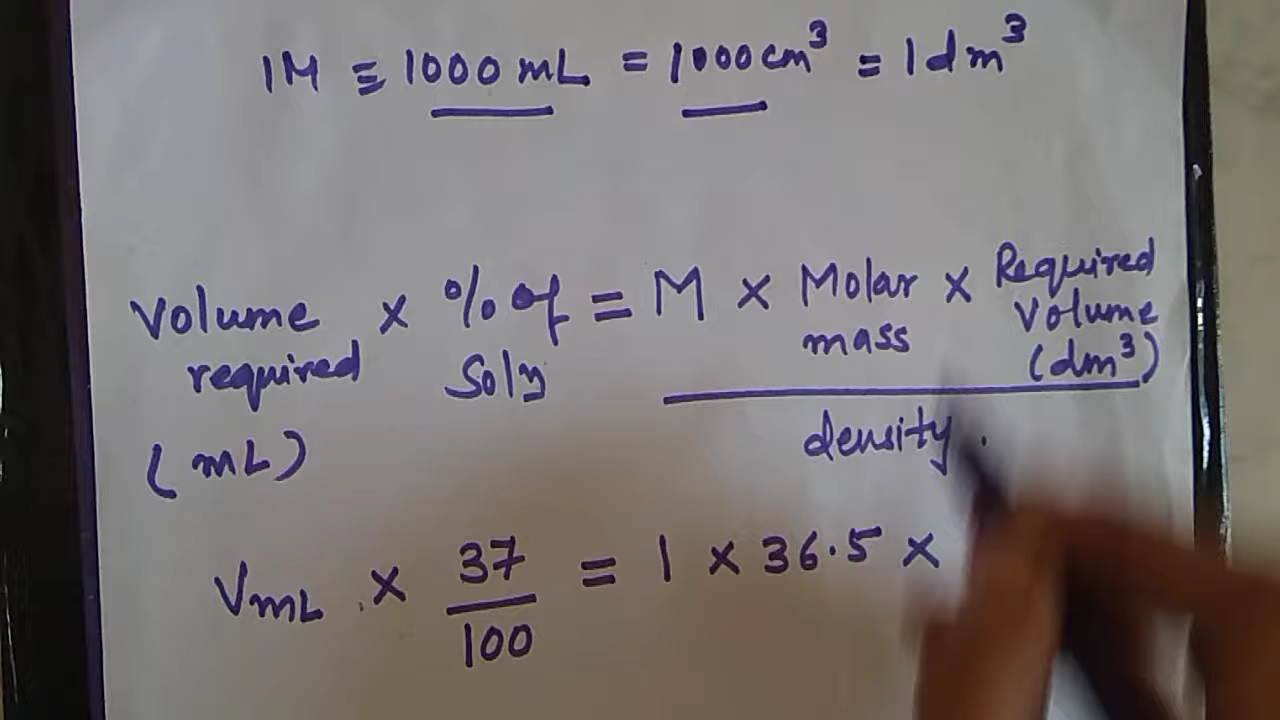 1M ≡ 1000 mL = 1000 cm³ = 1 dm³
Volume required (mL) × % of Soln = M × Molar mass × Required Volume (dm³)
density.
V mL × 37/100 = 1 × 36.5 ×